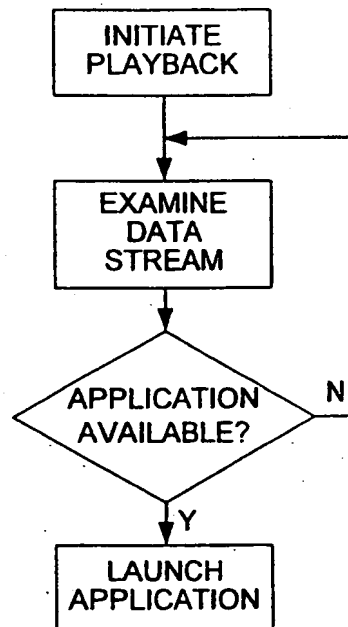 INITIATE
PLAYBACK
EXAMINE
DATA
STREAM
APPLICATION
AVAILABLE?
N
Y
LAUNCH
APPLICATION